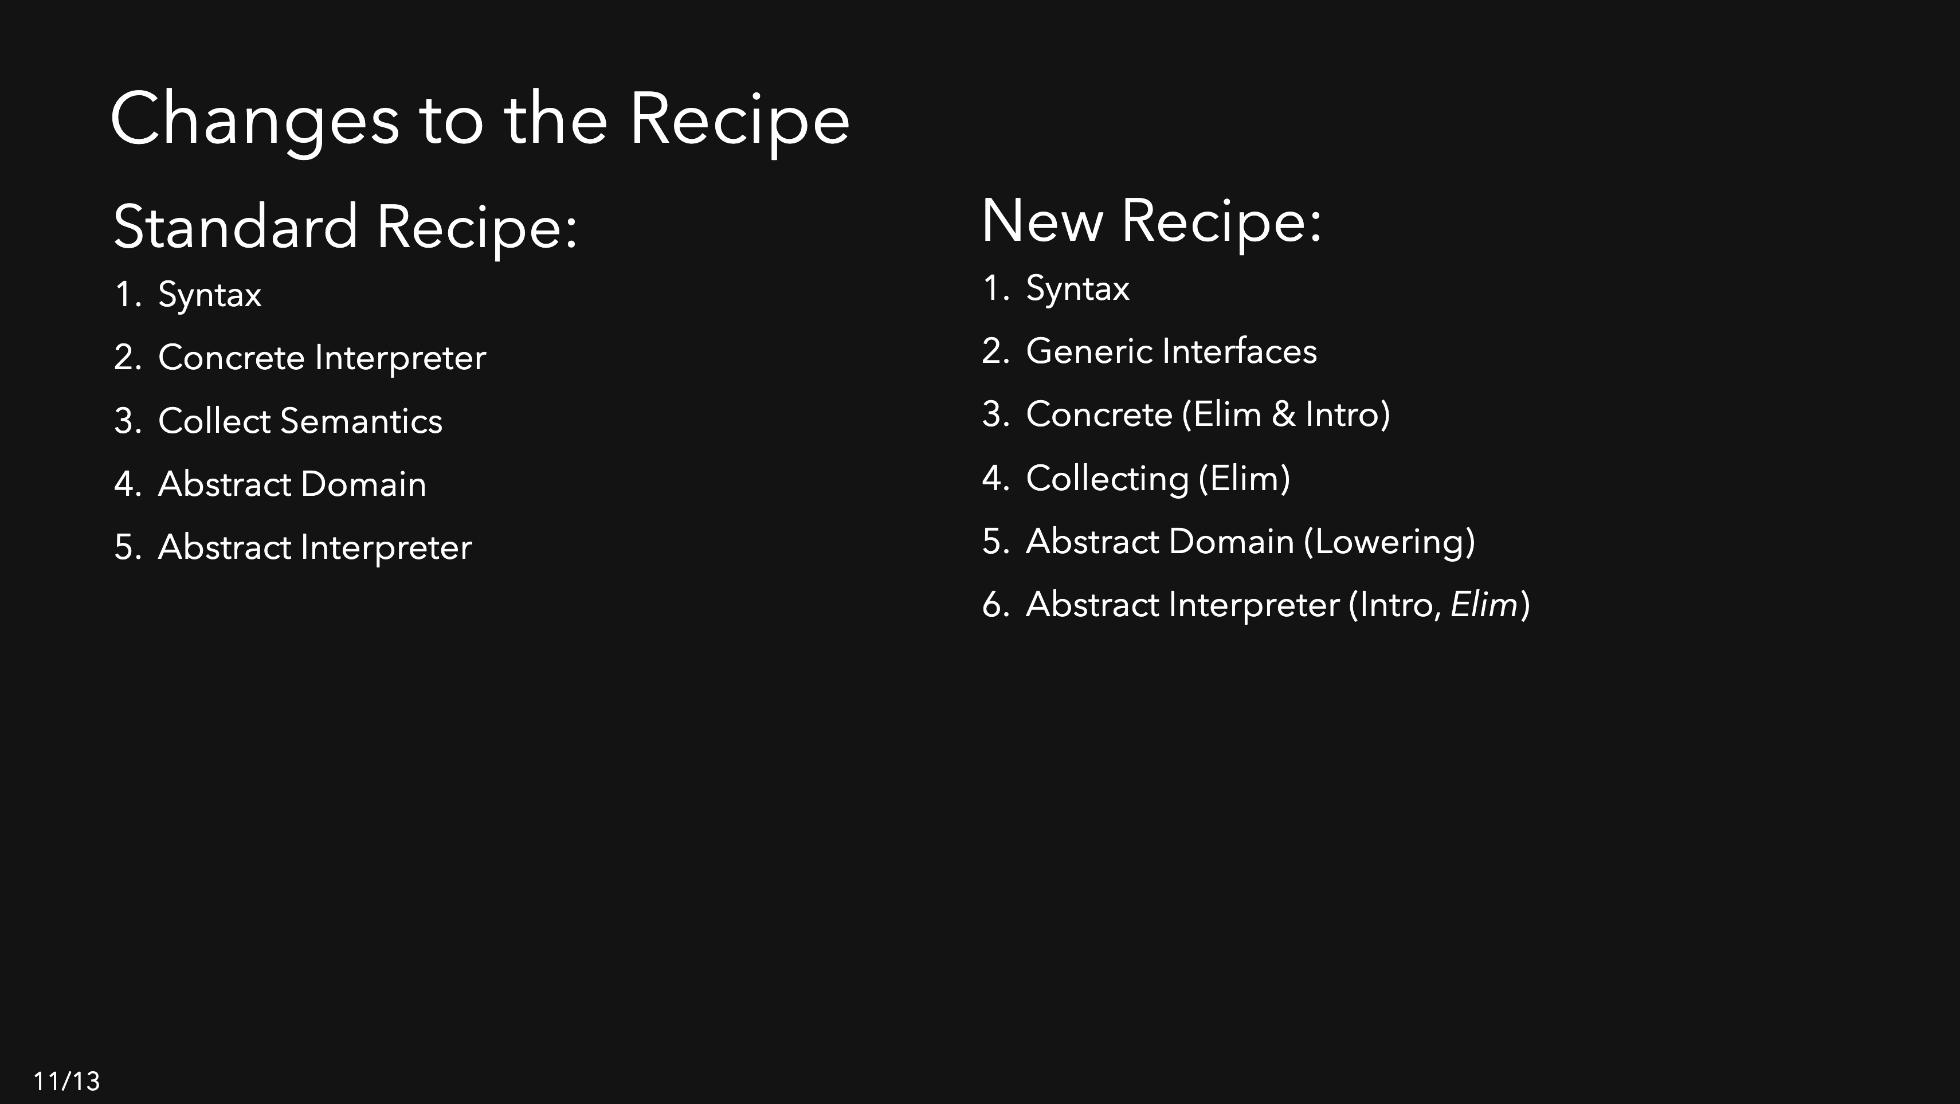 Changes to the Recipe
Standard Recipe:
1. Syntax
2. Concrete Interpreter
3. Collect Semantics
4. Abstract Domain
5. Abstract Interpreter
New Recipe:
1. Syntax
2. Generic Interfaces
3. Concrete (Elim & Intro)
4. Collecting (Elim)
5. Abstract Domain (Lowering)
6. Abstract Interpreter (Intro, Elim)
11/13